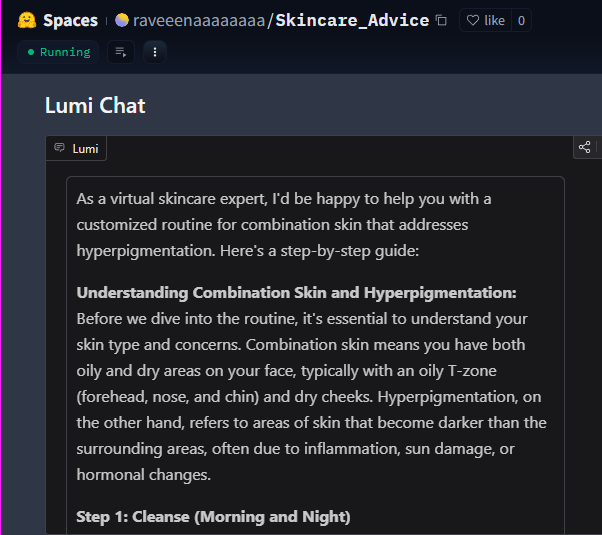 Spaces raveeenaaaaaaaa/Skincare_Advice like 0
Running
Lumi Chat
Lumi
As a virtual skincare expert, I'd be happy to help you with a
customized routine for combination skin that addresses
hyperpigmentation. Here's a step-by-step guide:
Understanding Combination Skin and Hyperpigmentation:
Before we dive into the routine, it's essential to understand your
skin type and concerns. Combination skin means you have both
oily and dry areas on your face, typically with an oily T-zone
(forehead, nose, and chin) and dry cheeks. Hyperpigmentation, on
the other hand, refers to areas of skin that become darker than the
surrounding areas, often due to inflammation, sun damage, or
hormonal changes.
Step 1: Cleanse (Morning and Night)